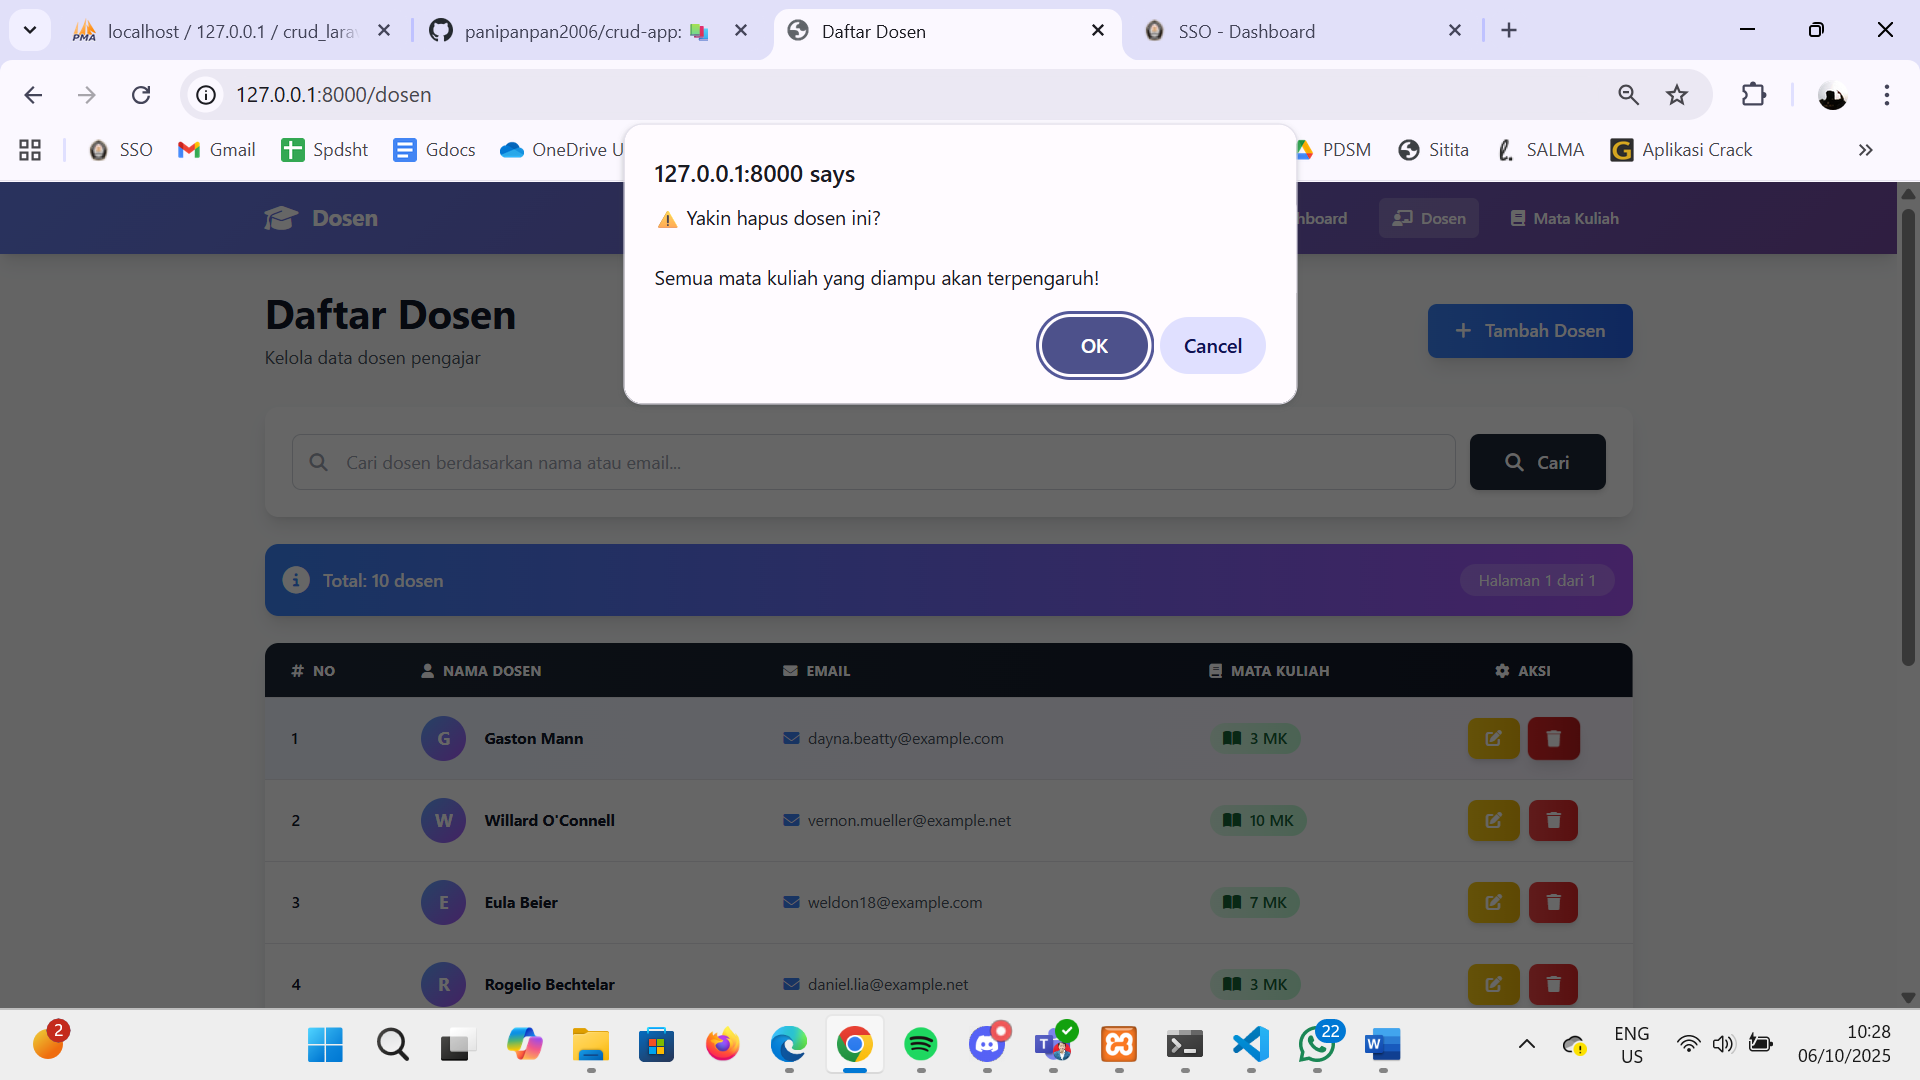 localhost / 127.0.0.1 / crud_lara
panipanpan2006/crud-app:
Daftar Dosen
SSO - Dashboard
127.0.0.1:8000/dosen
SSO
Gmail
Spdsht
Gdocs
OneDrive U
PDSM
Sitita
SALMA
Aplikasi Crack
127.0.0.1:8000 says
⚠️ Yakin hapus dosen ini?
Semua mata kuliah yang diampu akan terpengaruh!
OK
Cancel
Dosen
hboard
Dosen
Mata Kuliah
Daftar Dosen
Kelola data dosen pengajar
+ Tambah Dosen
Cari dosen berdasarkan nama atau email...
Cari
Total: 10 dosen
Halaman 1 dari 1
# NO NAMA DOSEN EMAIL MATA KULIAH AKSI
1 G Gaston Mann dayna.beatty@example.com 3 MK
2 W Willard O'Connell vernon.mueller@example.net 10 MK
3 E Eula Beier weldon18@example.com 7 MK
4 R Rogelio Bechtelar daniel.lia@example.net 3 MK
2
22
ENG
US
10:28
06/10/2025